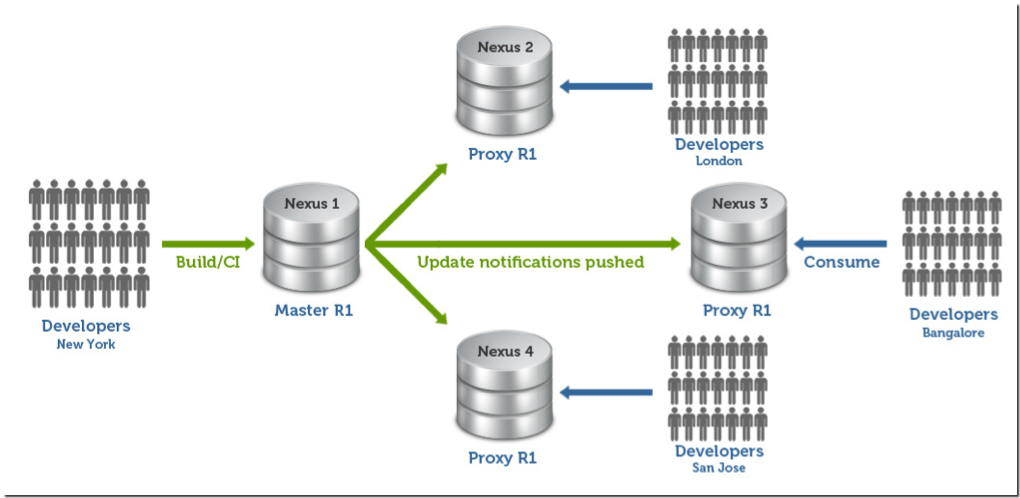 Nexus 2
Proxy R1
Developers
London
Nexus 1
Nexus 3
Build/CI
Update notifications pushed
Consume
Master R1
Proxy R1
Developers
New York
Developers
Bangalore
Nexus 4
Proxy R1
Developers
San Jose